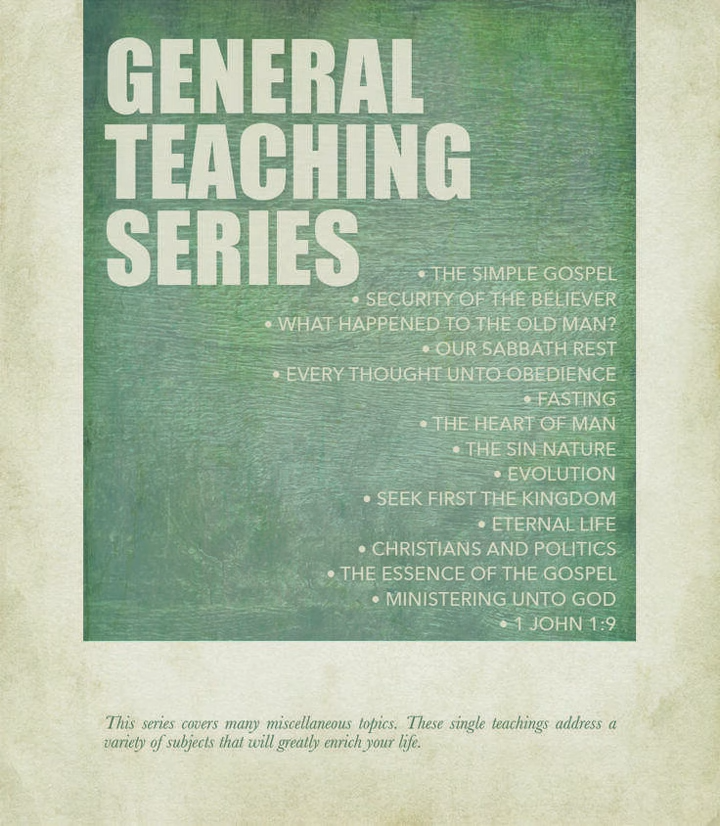 GENERAL
TEACHING
SERIES
• THE SIMPLE GOSPEL
• SECURITY OF THE BELIEVER
• WHAT HAPPENED TO THE OLD MAN?
• OUR SABBATH REST
• EVERY THOUGHT UNTO OBEDIENCE
• FASTING
• THE HEART OF MAN
• THE SIN NATURE
• EVOLUTION
• SEEK FIRST THE KINGDOM
• ETERNAL LIFE
• CHRISTIANS AND POLITICS
• THE ESSENCE OF THE GOSPEL
• MINISTERING UNTO GOD
• 1 JOHN 1:9
This series covers many miscellaneous topics. These single teachings address a
variety of subjects that will greatly enrich your life.